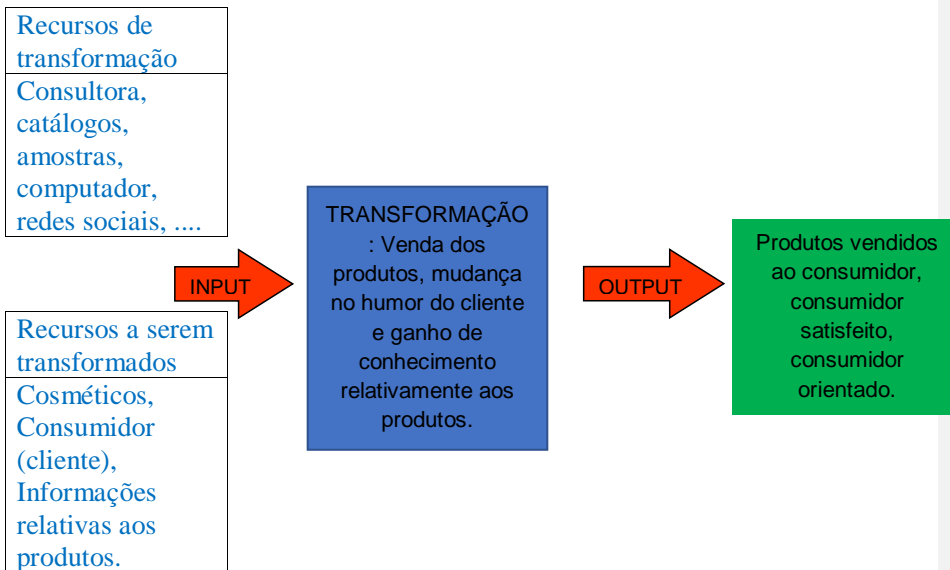 Recursos de
transformação
Consultora,
catálogos,
amostras,
computador,
redes sociais, ....
Recursos a serem
transformados
Cosméticos,
Consumidor
(cliente),
Informações
relativas aos
produtos.
INPUT
TRANSFORMAÇÃO
: Venda dos
produtos, mudança
no humor do cliente
e ganho de
conhecimento
relativamente aos
produtos.
OUTPUT
Produtos vendidos
ao consumidor,
consumidor
satisfeito,
consumidor
orientado.